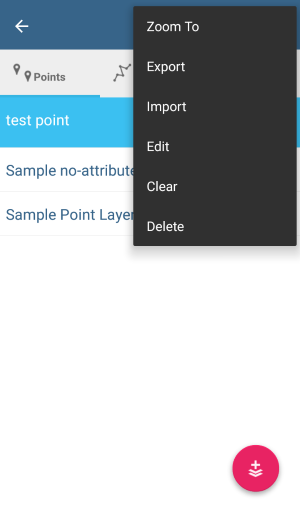 Zoom To
Export
Points
Import
test point
Edit
Sample no-attribute
Clear
Sample Point Layer
Delete